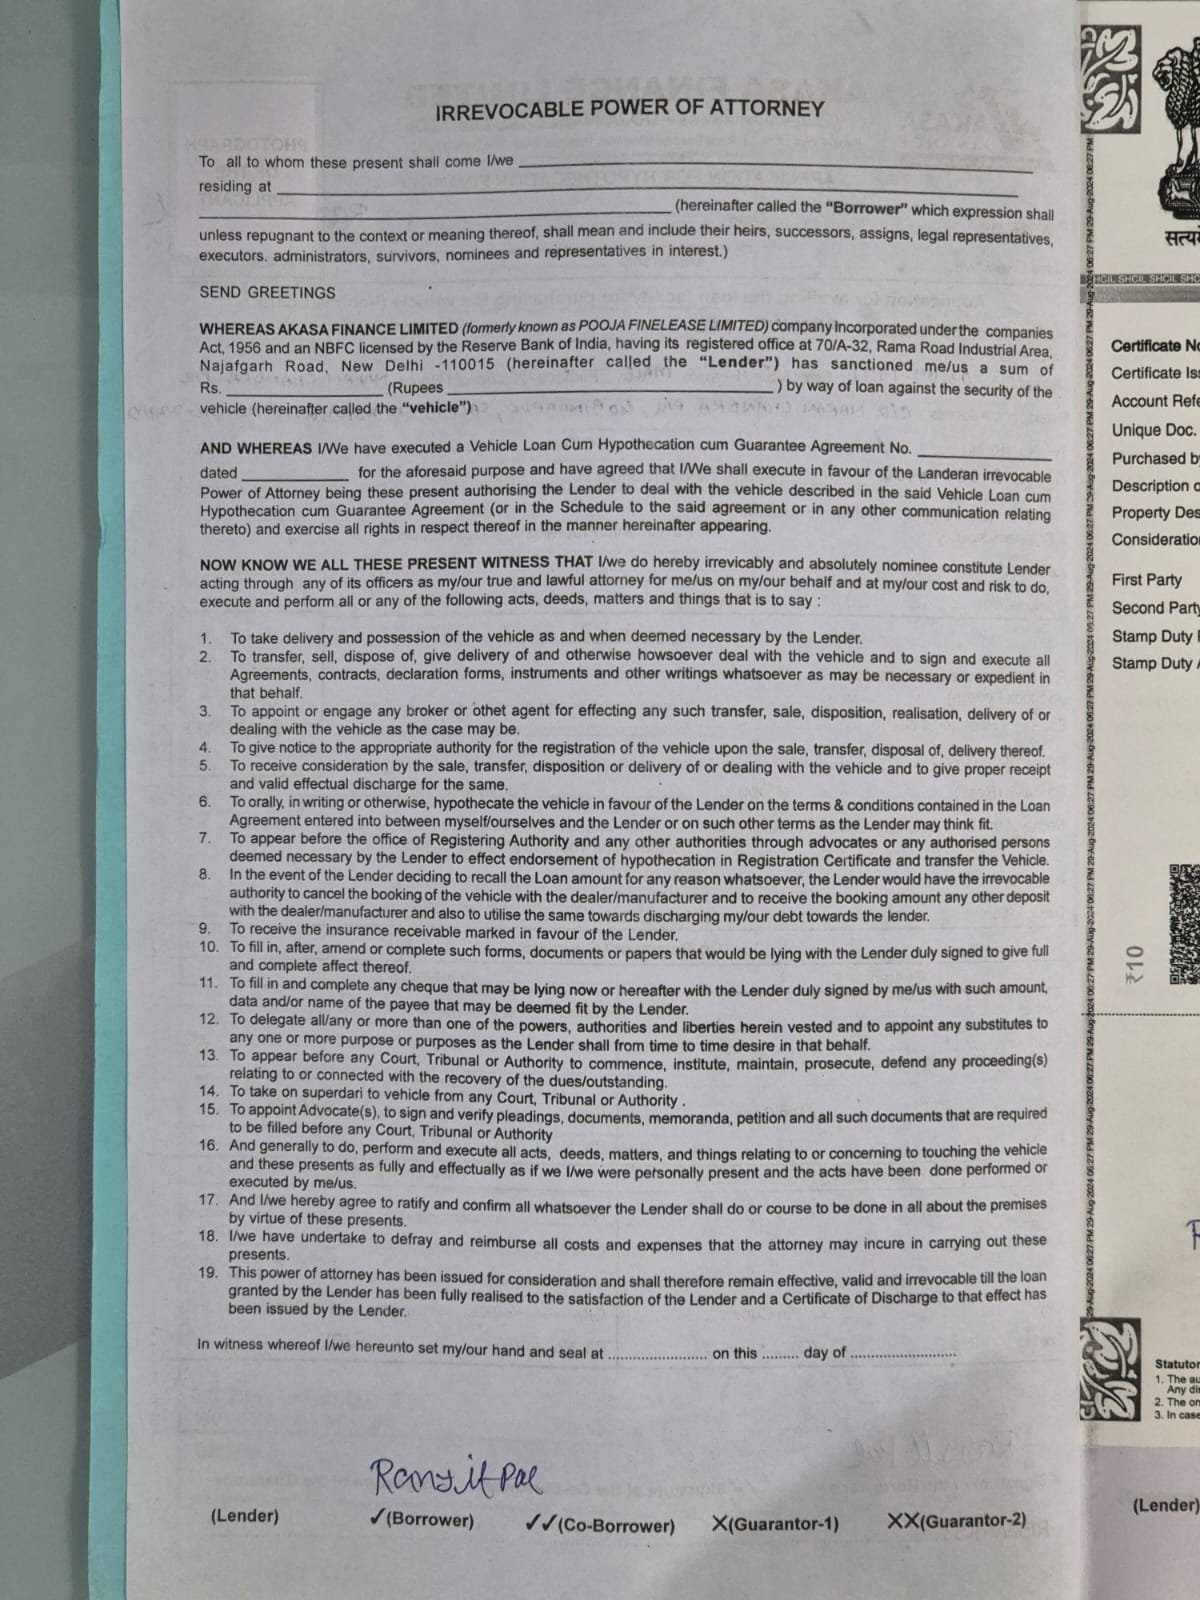 IRREVOCABLE POWER OF ATTORNEY
To all to whom these present shall come I/we
residing at
(hereinafter called the "Borrower" which expression shall
unless repugnant to the context or meaning thereof, shall mean and include their heirs, successors, assigns, legal representatives,
executors. administrators, survivors, nominees and representatives in interest.)
SEND GREETINGS
WHEREAS AKASA FINANCE LIMITED (formerly known as POOJA FINELEASE LIMITED) company Incorporated under the companies
Act, 1956 and an NBFC licensed by the Reserve Bank of India, having its registered office at 70/A-32, Rama Road Industrial Area,
Najafgarh Road, New Delhi -110015 (hereinafter called the "Lender") has sanctioned me/us a sum of
Rs. (Rupees ) by way of loan against the security of the
vehicle (hereinafter called the "vehicle")
AND WHEREAS I/We have executed a Vehicle Loan Cum Hypothecation cum Guarantee Agreement No.
dated for the aforesaid purpose and have agreed that I/We shall execute in favour of the Landeran irrevocable
Power of Attorney being these present authorising the Lender to deal with the vehicle described in the said Vehicle Loan cum
Hypothecation cum Guarantee Agreement (or in the Schedule to the said agreement or in any other communication relating
thereto) and exercise all rights in respect thereof in the manner hereinafter appearing.
NOW KNOW WE ALL THESE PRESENT WITNESS THAT I/we do hereby irrevicably and absolutely nominee constitute Lender
acting through any of its officers as my/our true and lawful attorney for me/us on my/our behalf and at my/our cost and risk to do,
execute and perform all or any of the following acts, deeds, matters and things that is to say :
1. To take delivery and possession of the vehicle as and when deemed necessary by the Lender.
2. To transfer, sell, dispose of, give delivery of and otherwise howsoever deal with the vehicle and to sign and execute all
Agreements, contracts, declaration forms, instruments and other writings whatsoever as may be necessary or expedient in
that behalf.
3. To appoint or engage any broker or othet agent for effecting any such transfer, sale, disposition, realisation, delivery of or
dealing with the vehicle as the case may be.
4. To give notice to the appropriate authority for the registration of the vehicle upon the sale, transfer, disposal of, delivery thereof.
5. To receive consideration by the sale, transfer, disposition or delivery of or dealing with the vehicle and to give proper receipt
and valid effectual discharge for the same.
6. To orally, in writing or otherwise, hypothecate the vehicle in favour of the Lender on the terms & conditions contained in the Loan
Agreement entered into between myself/ourselves and the Lender or on such other terms as the Lender may think fit.
7. To appear before the office of Registering Authority and any other authorities through advocates or any authorised persons
deemed necessary by the Lender to effect endorsement of hypothecation in Registration Certificate and transfer the Vehicle.
8. In the event of the Lender deciding to recall the Loan amount for any reason whatsoever, the Lender would have the irrevocable
authority to cancel the booking of the vehicle with the dealer/manufacturer and to receive the booking amount any other deposit
with the dealer/manufacturer and also to utilise the same towards discharging my/our debt towards the lender.
9. To receive the insurance receivable marked in favour of the Lender.
10. To fill in, after, amend or complete such forms, documents or papers that would be lying with the Lender duly signed to give full
and complete affect thereof.
11. To fill in and complete any cheque that may be lying now or hereafter with the Lender duly signed by me/us with such amount,
data and/or name of the payee that may be deemed fit by the Lender.
12. To delegate all/any or more than one of the powers, authorities and liberties herein vested and to appoint any substitutes to
any one or more purpose or purposes as the Lender shall from time to time desire in that behalf.
13. To appear before any Court, Tribunal or Authority to commence, institute, maintain, prosecute, defend any proceeding(s)
relating to or connected with the recovery of the dues/outstanding.
14. To take on superdari to vehicle from any Court, Tribunal or Authority .
15. To appoint Advocate(s), to sign and verify pleadings, documents, memoranda, petition and all such documents that are required
to be filled before any Court, Tribunal or Authority
16. And generally to do, perform and execute all acts, deeds, matters, and things relating to or concerning to touching the vehicle
and these presents as fully and effectually as if we I/we were personally present and the acts have been done performed or
executed by me/us.
17. And I/we hereby agree to ratify and confirm all whatsoever the Lender shall do or course to be done in all about the premises
by virtue of these presents.
18. I/we have undertake to defray and reimburse all costs and expenses that the attorney may incure in carrying out these
presents.
19. This power of attorney has been issued for consideration and shall therefore remain effective, valid and irrevocable till the loan
granted by the Lender has been fully realised to the satisfaction of the Lender and a Certificate of Discharge to that effect has
been issued by the Lender.
In witness whereof I/we hereunto set my/our hand and seal at ........................ on this ......... day of ..........................
Ranjit Pal
(Lender) ✓(Borrower) ✓✓(Co-Borrower) X(Guarantor-1) XX(Guarantor-2)
सत्यमे
SHCIL SHCIL SHCIL
Certificate No
Certificate Iss
Account Refe
Unique Doc.
Purchased by
Description o
Property Des
Consideration
First Party
Second Party
Stamp Duty
Stamp Duty
₹10
29-Aug-2024 06:27 PM
Statutor
1. The au
Any di
2. The on
3. In case
(Lender)